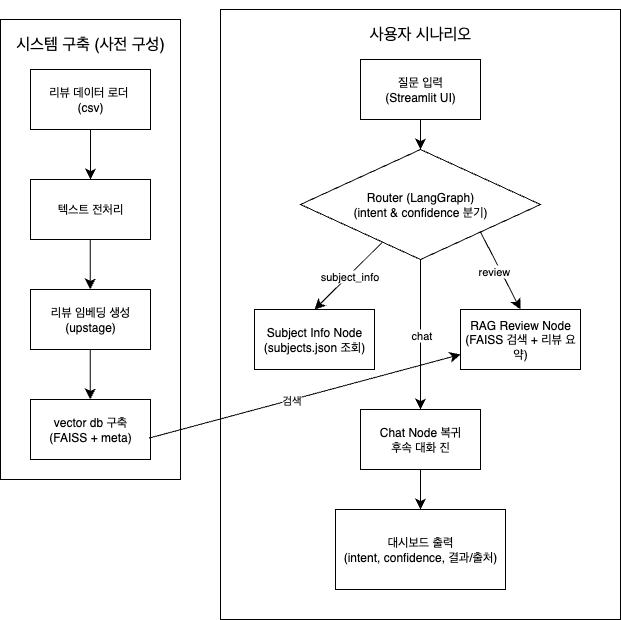 시스템 구축 (사전 구성)
리뷰 데이터 로더
(csv)
텍스트 전처리
리뷰 임베딩 생성
(upstage)
vector db 구축
(FAISS + meta)
검색
사용자 시나리오
질문 입력
(Streamlit UI)
Router (LangGraph)
(intent & confidence 분기)
subject_info
chat
review
Subject Info Node
(subjects.json 조회)
RAG Review Node
(FAISS 검색 + 리뷰 요
약)
Chat Node 복귀
후속 대화 진
대시보드 출력
(intent, confidence, 결과/출처)